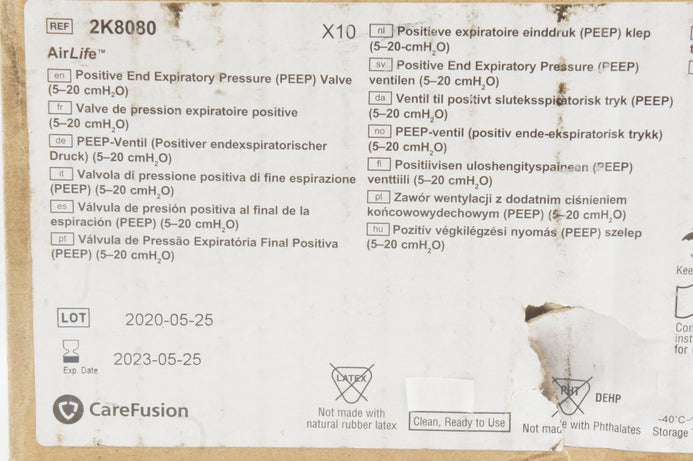 REF 2K8080 X10
AirLife™
en Positive End Expiratory Pressure (PEEP) Valve
(5–20 cmH₂O)
fr Valve de pression expiratoire positive
(5–20 cmH₂O)
de PEEP-Ventil (Positiver endexspiratorischer
Druck) (5–20 cmH₂O)
it Valvola di pressione positiva di fine espirazione
(PEEP) (5–20 cmH₂O)
es Válvula de presión positiva al final de la
espiración (PEEP) (5–20 cmH₂O)
pt Válvula de Pressão Expiratória Final Positiva
(PEEP) (5–20 cmH₂O)
nl Positieve expiratoire einddruk (PEEP) klep
(5–20-cmH₂O)
sv Positive End Expiratory Pressure (PEEP)
ventilen (5–20 cmH₂O)
da Ventil til positivt sluteksspiratorisk tryk (PEEP)
(5–20 cmH₂O)
no PEEP-ventil (positiv ende-ekspiratorisk trykk)
(5–20 cmH₂O)
fi Positiivisen uloshengityspaineen (PEEP)
venttiili (5–20 cmH₂O)
pl Zawór wentylacji z dodatnim ciśnieniem
końcowowydechowym (PEEP) (5–20 cmH₂O)
hu Pozitív végkilégzési nyomás (PEEP) szelep
(5–20 cmH₂O)
LOT 2020-05-25
Exp. Date 2023-05-25
CareFusion
LATEX
Not made with
natural rubber latex
Clean, Ready to Use
PHT DEHP
Not made with Phthalates
-40°C
Storage